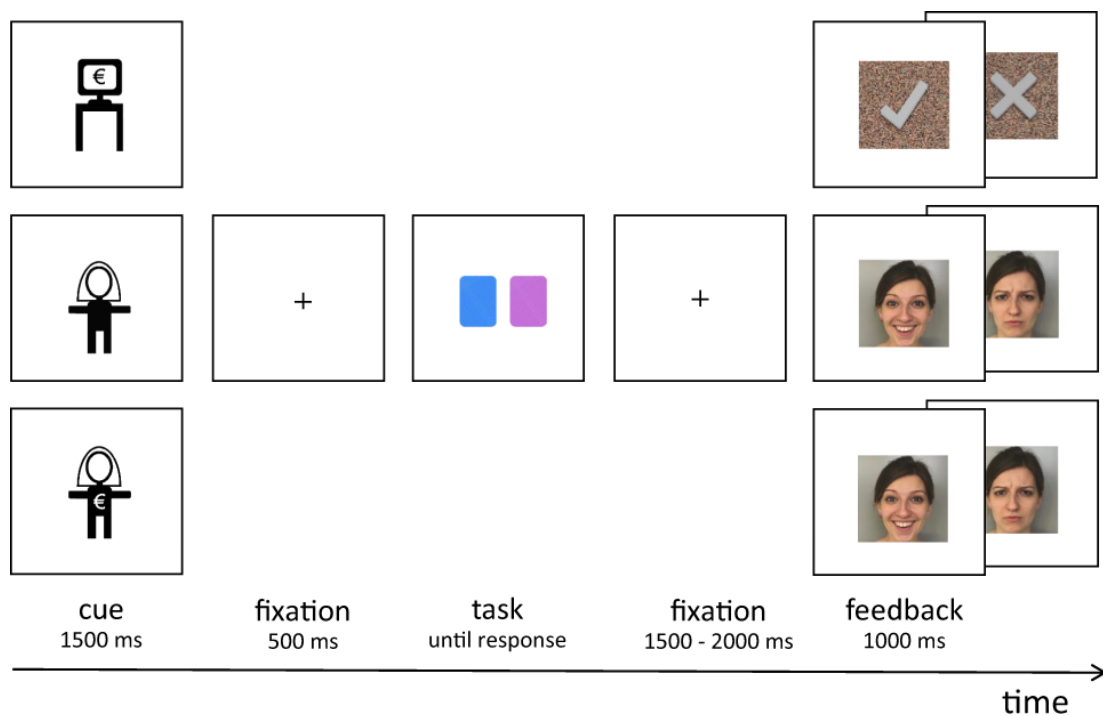 €
€
cue
1500 ms
fixation
500 ms
task
until response
fixation
1500 - 2000 ms
feedback
1000 ms
time